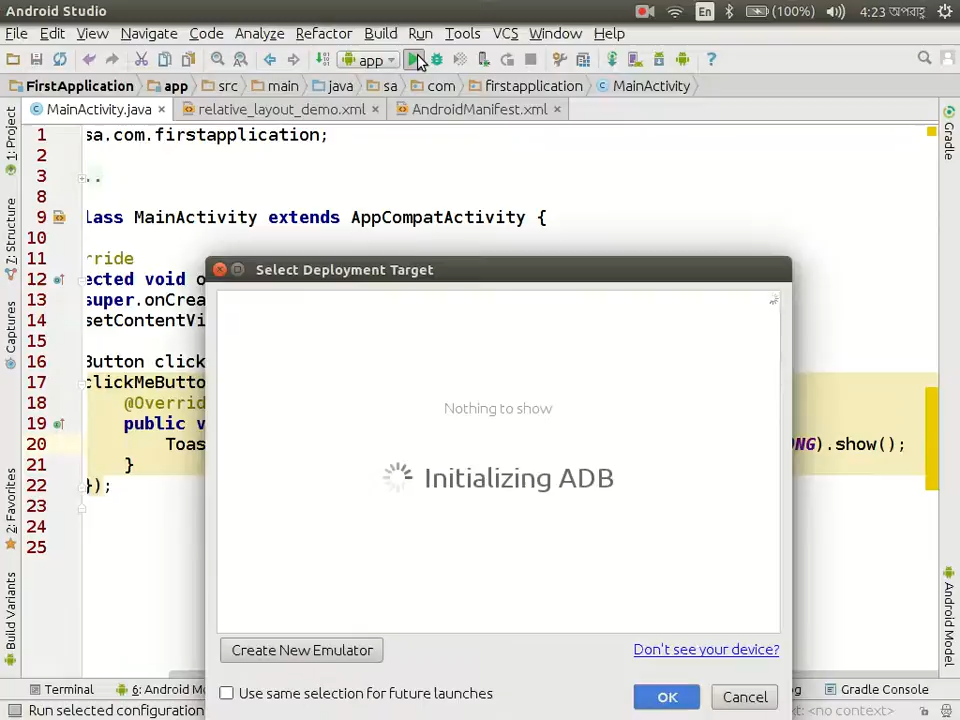 Android Studio
En
(100%)
4:23 অপরাহ্ণ
File Edit View Navigate Code Analyze Refactor Build Run Tools VCS Window Help
app
FirstApplication app src main java sa com firstapplication MainActivity
MainActivity.java relative_layout_demo.xml AndroidManifest.xml
1 sa.com.firstapplication;
2
3 ..
8
9 lass MainActivity extends AppCompatActivity {
10
11 rride
12 ected void o
13 super.onCrea
14 setContentVi
15
16 Button click
17 clickMeButto
18 @Overrid
19 public v
20 Toas NG).show();
21 }
22 });
23
24
25
1: Project
7: Structure
Captures
2: Favorites
Build Variants
Gradle
Android Model
Select Deployment Target
Nothing to show
Initializing ADB
Create New Emulator
Don't see your device?
Use same selection for future launches
OK
Cancel
Terminal
6: Android Mo
og
Gradle Console
Run selected configuration
xt: <no context>